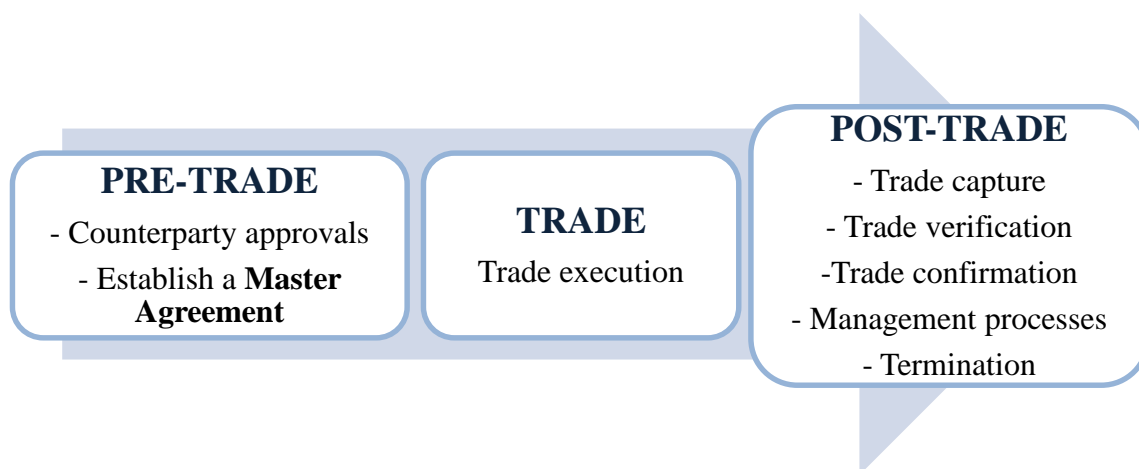 PRE-TRADE
- Counterparty approvals
- Establish a Master
Agreement
TRADE
Trade execution
POST-TRADE
- Trade capture
- Trade verification
-Trade confirmation
- Management processes
- Termination